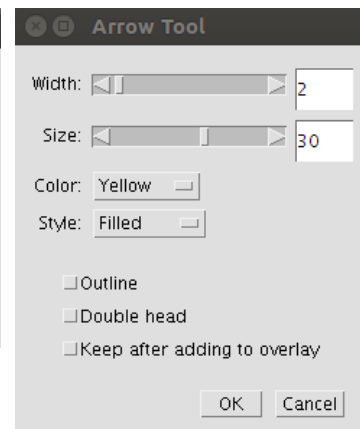 Arrow Tool
Width: 2
Size: 30
Color: Yellow
Style: Filled
Outline
Double head
Keep after adding to overlay
OK Cancel